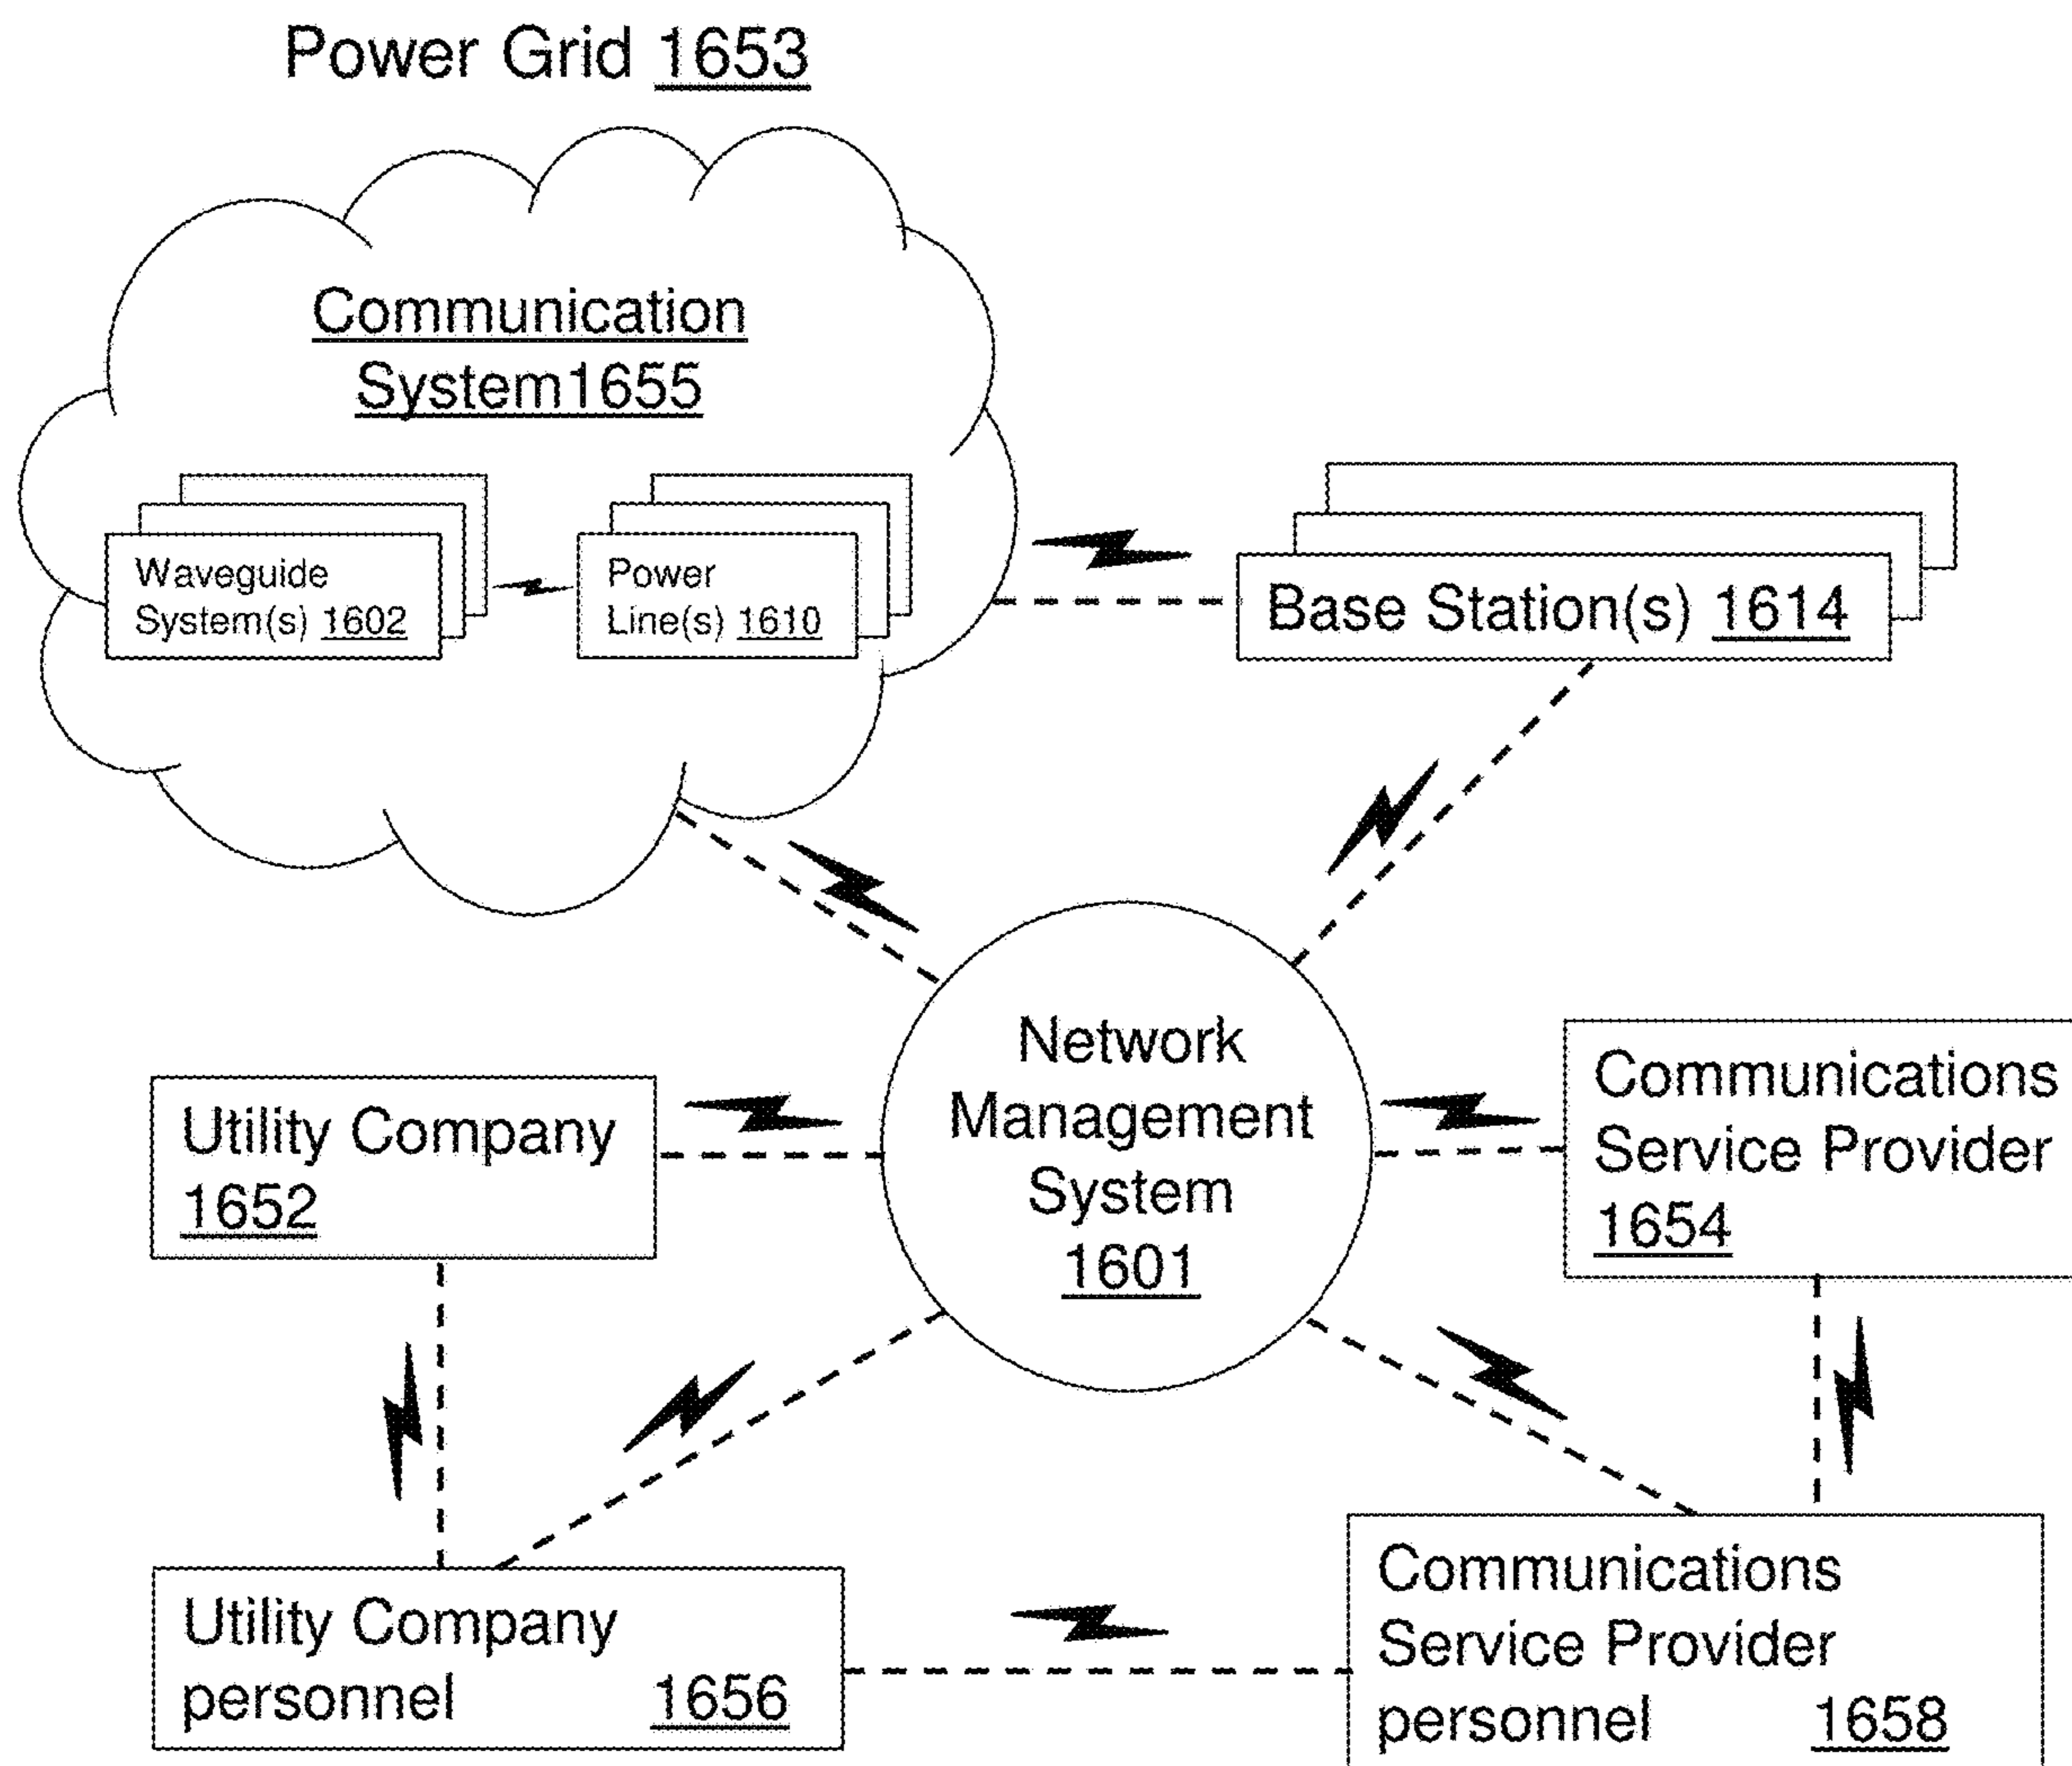 Power Grid 1653
Communication
System1655
Waveguide
System(s) 1602
Power
Line(s) 1610
Base Station(s) 1614
Network
Management
System
1601
Utility Company
1652
Communications
Service Provider
1654
Utility Company
personnel 1656
Communications
Service Provider
personnel 1658